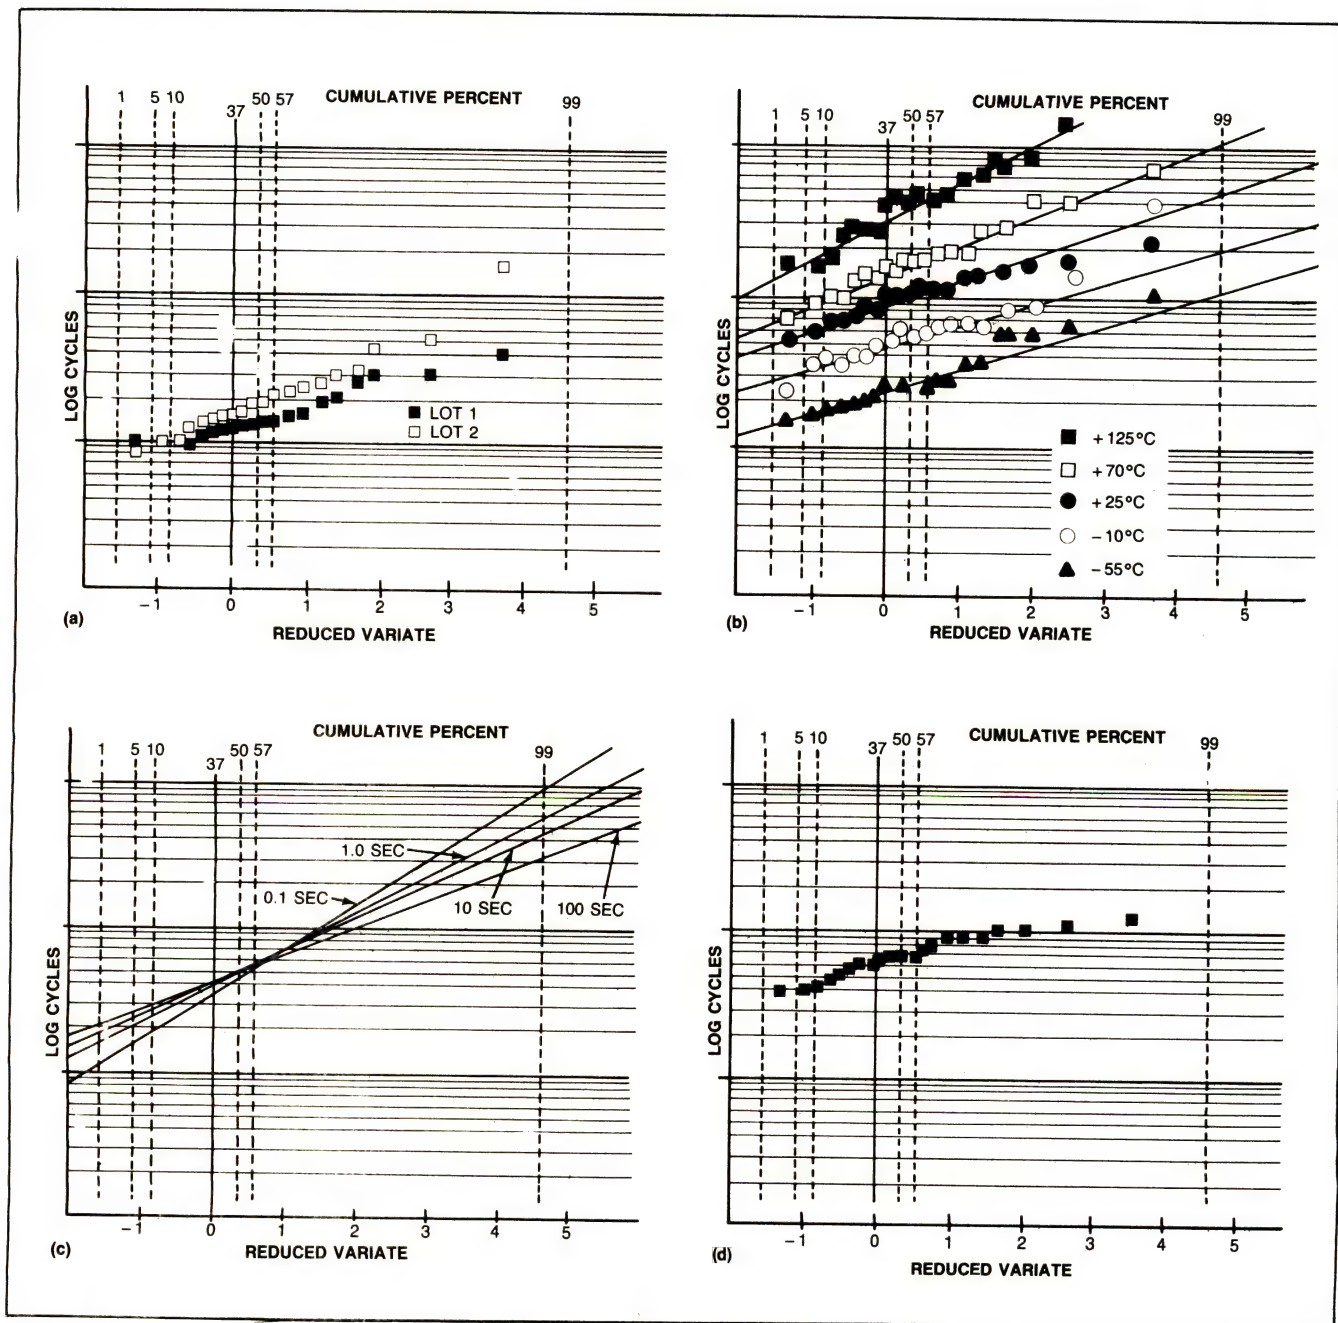 CUMULATIVE PERCENT
1 5 10 37 50 57 99
LOG CYCLES
LOT 1
LOT 2
-1 0 1 2 3 4 5
(a)
REDUCED VARIATE
CUMULATIVE PERCENT
1 5 10 37 50 57 99
LOG CYCLES
+125°C
+70°C
+25°C
-10°C
-55°C
-1 0 1 2 3 4 5
(b)
REDUCED VARIATE
CUMULATIVE PERCENT
1 5 10 37 50 57 99
LOG CYCLES
1.0 SEC
0.1 SEC
10 SEC
100 SEC
-1 0 1 2 3 4 5
(c)
REDUCED VARIATE
CUMULATIVE PERCENT
1 5 10 37 50 57 99
LOG CYCLES
-1 0 1 2 3 4 5
(d)
REDUCED VARIATE